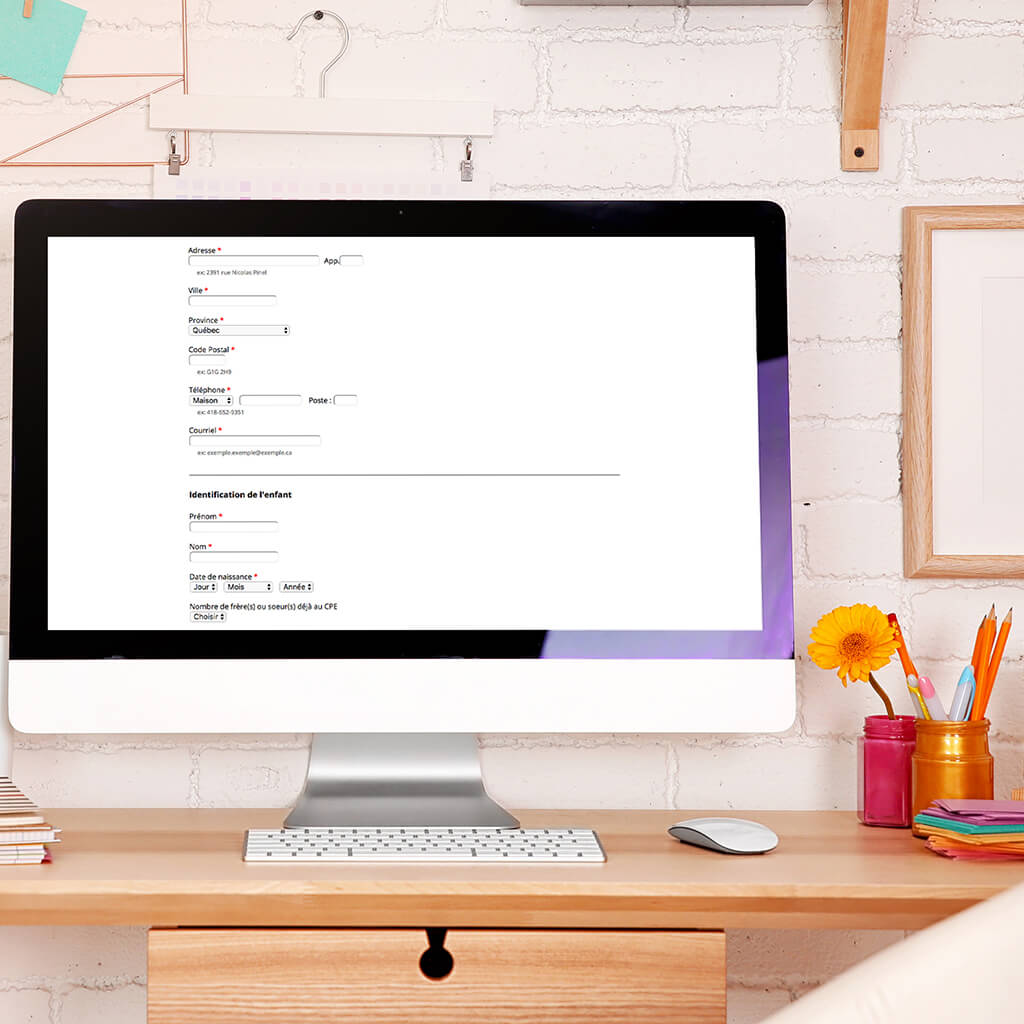 Adresse *
App.
ex: 2391 rue Nicolas Pinel
Ville *
Province *
Québec
Code Postal *
ex: G1G 2H9
Téléphone *
Maison Poste :
ex: 418-652-9351
Courriel *
ex: exemple.exemple@exemple.ca
Identification de l'enfant
Prénom *
Nom *
Date de naissance *
Jour Mois Année
Nombre de frère(s) ou soeur(s) déjà au CPE
Choisir